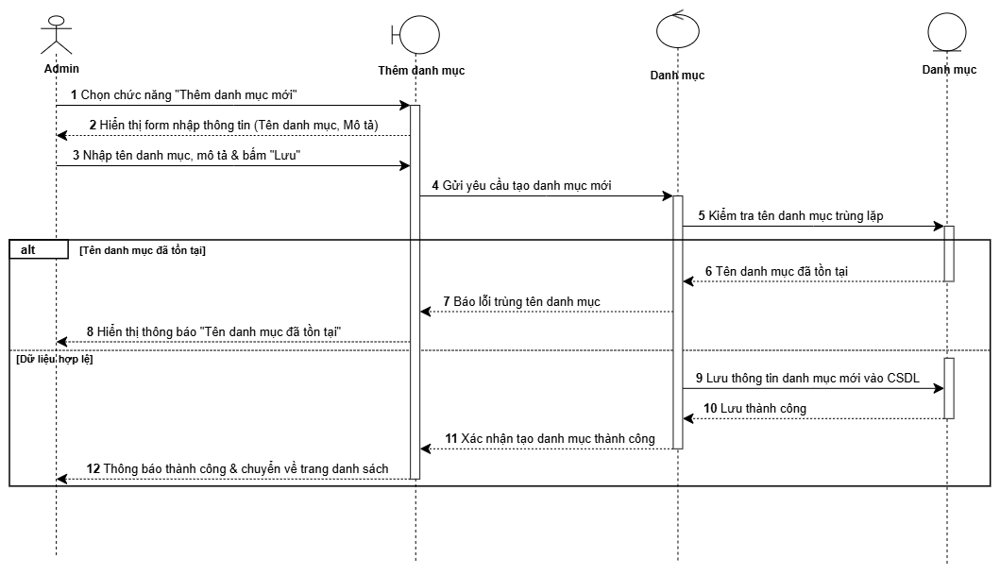 Admin
Thêm danh mục
Danh mục
Danh mục
1 Chọn chức năng "Thêm danh mục mới"
2 Hiển thị form nhập thông tin (Tên danh mục, Mô tả)
3 Nhập tên danh mục, mô tả & bấm "Lưu"
4 Gửi yêu cầu tạo danh mục mới
5 Kiểm tra tên danh mục trùng lặp
alt
[Tên danh mục đã tồn tại]
6 Tên danh mục đã tồn tại
7 Báo lỗi trùng tên danh mục
8 Hiển thị thông báo "Tên danh mục đã tồn tại"
[Dữ liệu hợp lệ]
9 Lưu thông tin danh mục mới vào CSDL
10 Lưu thành công
11 Xác nhận tạo danh mục thành công
12 Thông báo thành công & chuyển về trang danh sách